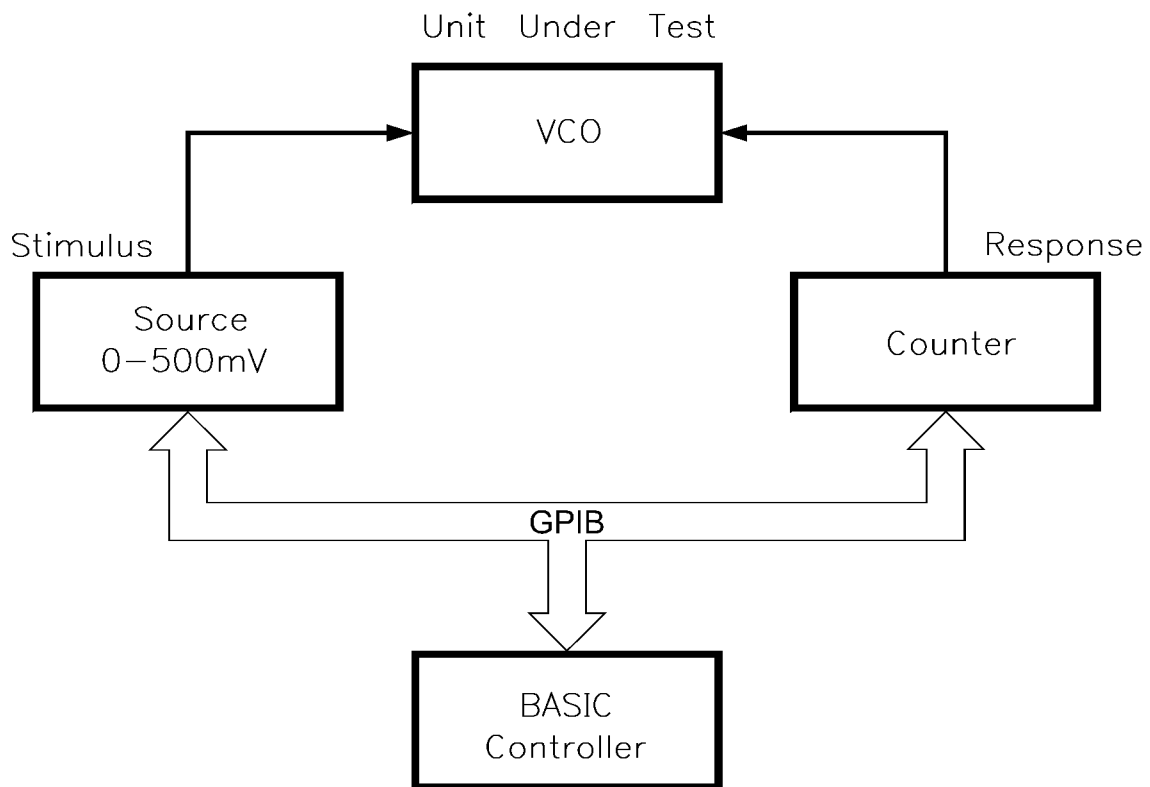 Unit Under Test
VCO
Stimulus
Response
Source
0-500mV
Counter
GPIB
BASIC
Controller